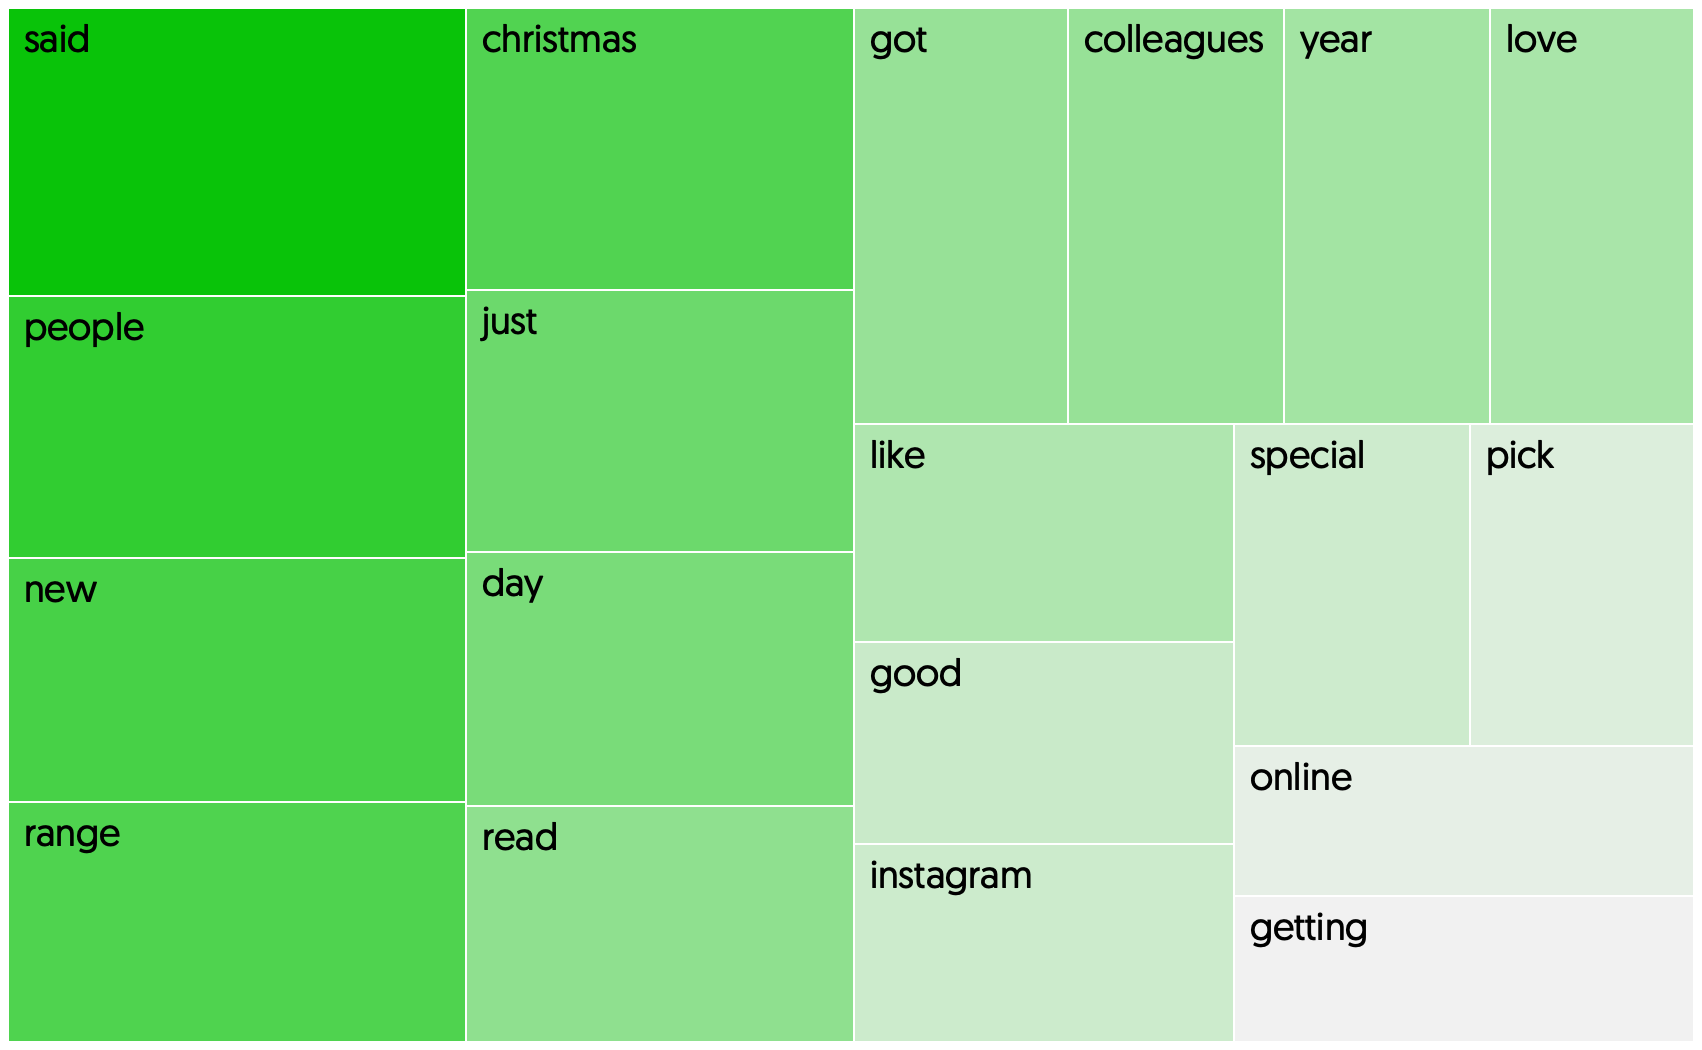 said
people
new
range
christmas
just
day
read
got
colleagues
year
love
like
good
instagram
special
pick
online
getting